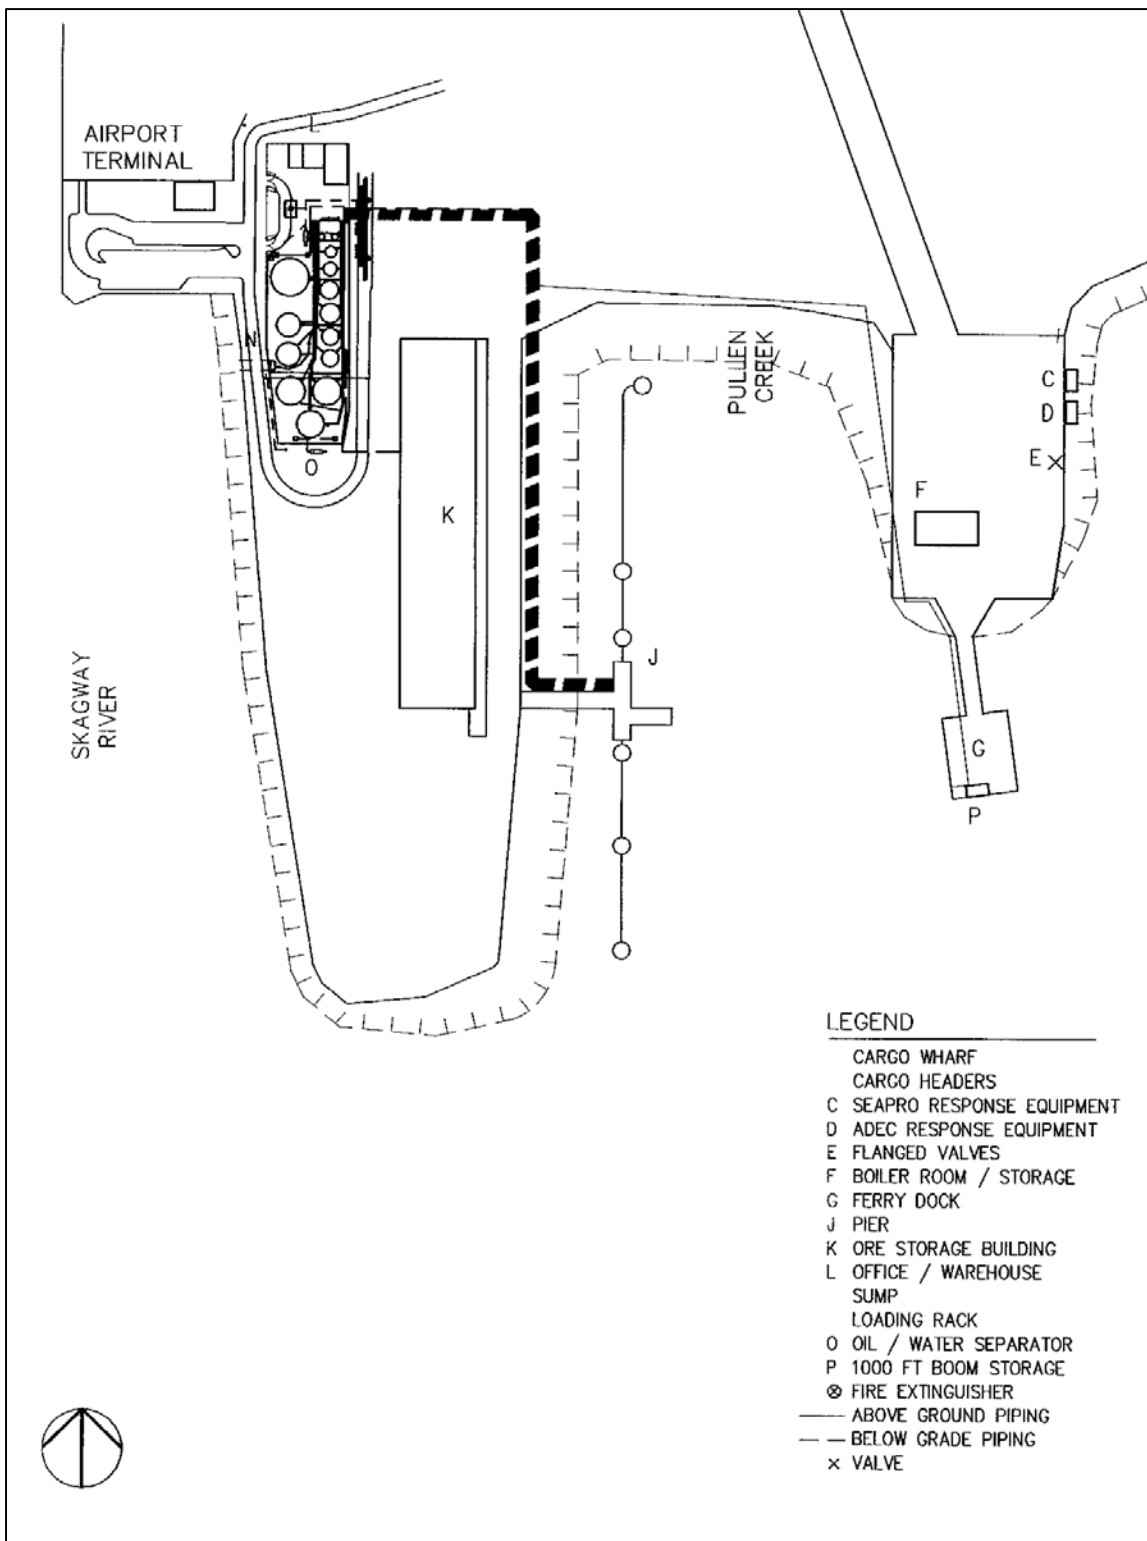 L
AIRPORT
TERMINAL
N
O
K
J
SKAGWAY
RIVER
PULLEN
CREEK
C
D
E
F
G
P
LEGEND
CARGO WHARF
CARGO HEADERS
C SEAPRO RESPONSE EQUIPMENT
D ADEC RESPONSE EQUIPMENT
E FLANGED VALVES
F BOILER ROOM / STORAGE
G FERRY DOCK
J PIER
K ORE STORAGE BUILDING
L OFFICE / WAREHOUSE
SUMP
LOADING RACK
O OIL / WATER SEPARATOR
P 1000 FT BOOM STORAGE
⊗ FIRE EXTINGUISHER
ABOVE GROUND PIPING
BELOW GRADE PIPING
× VALVE